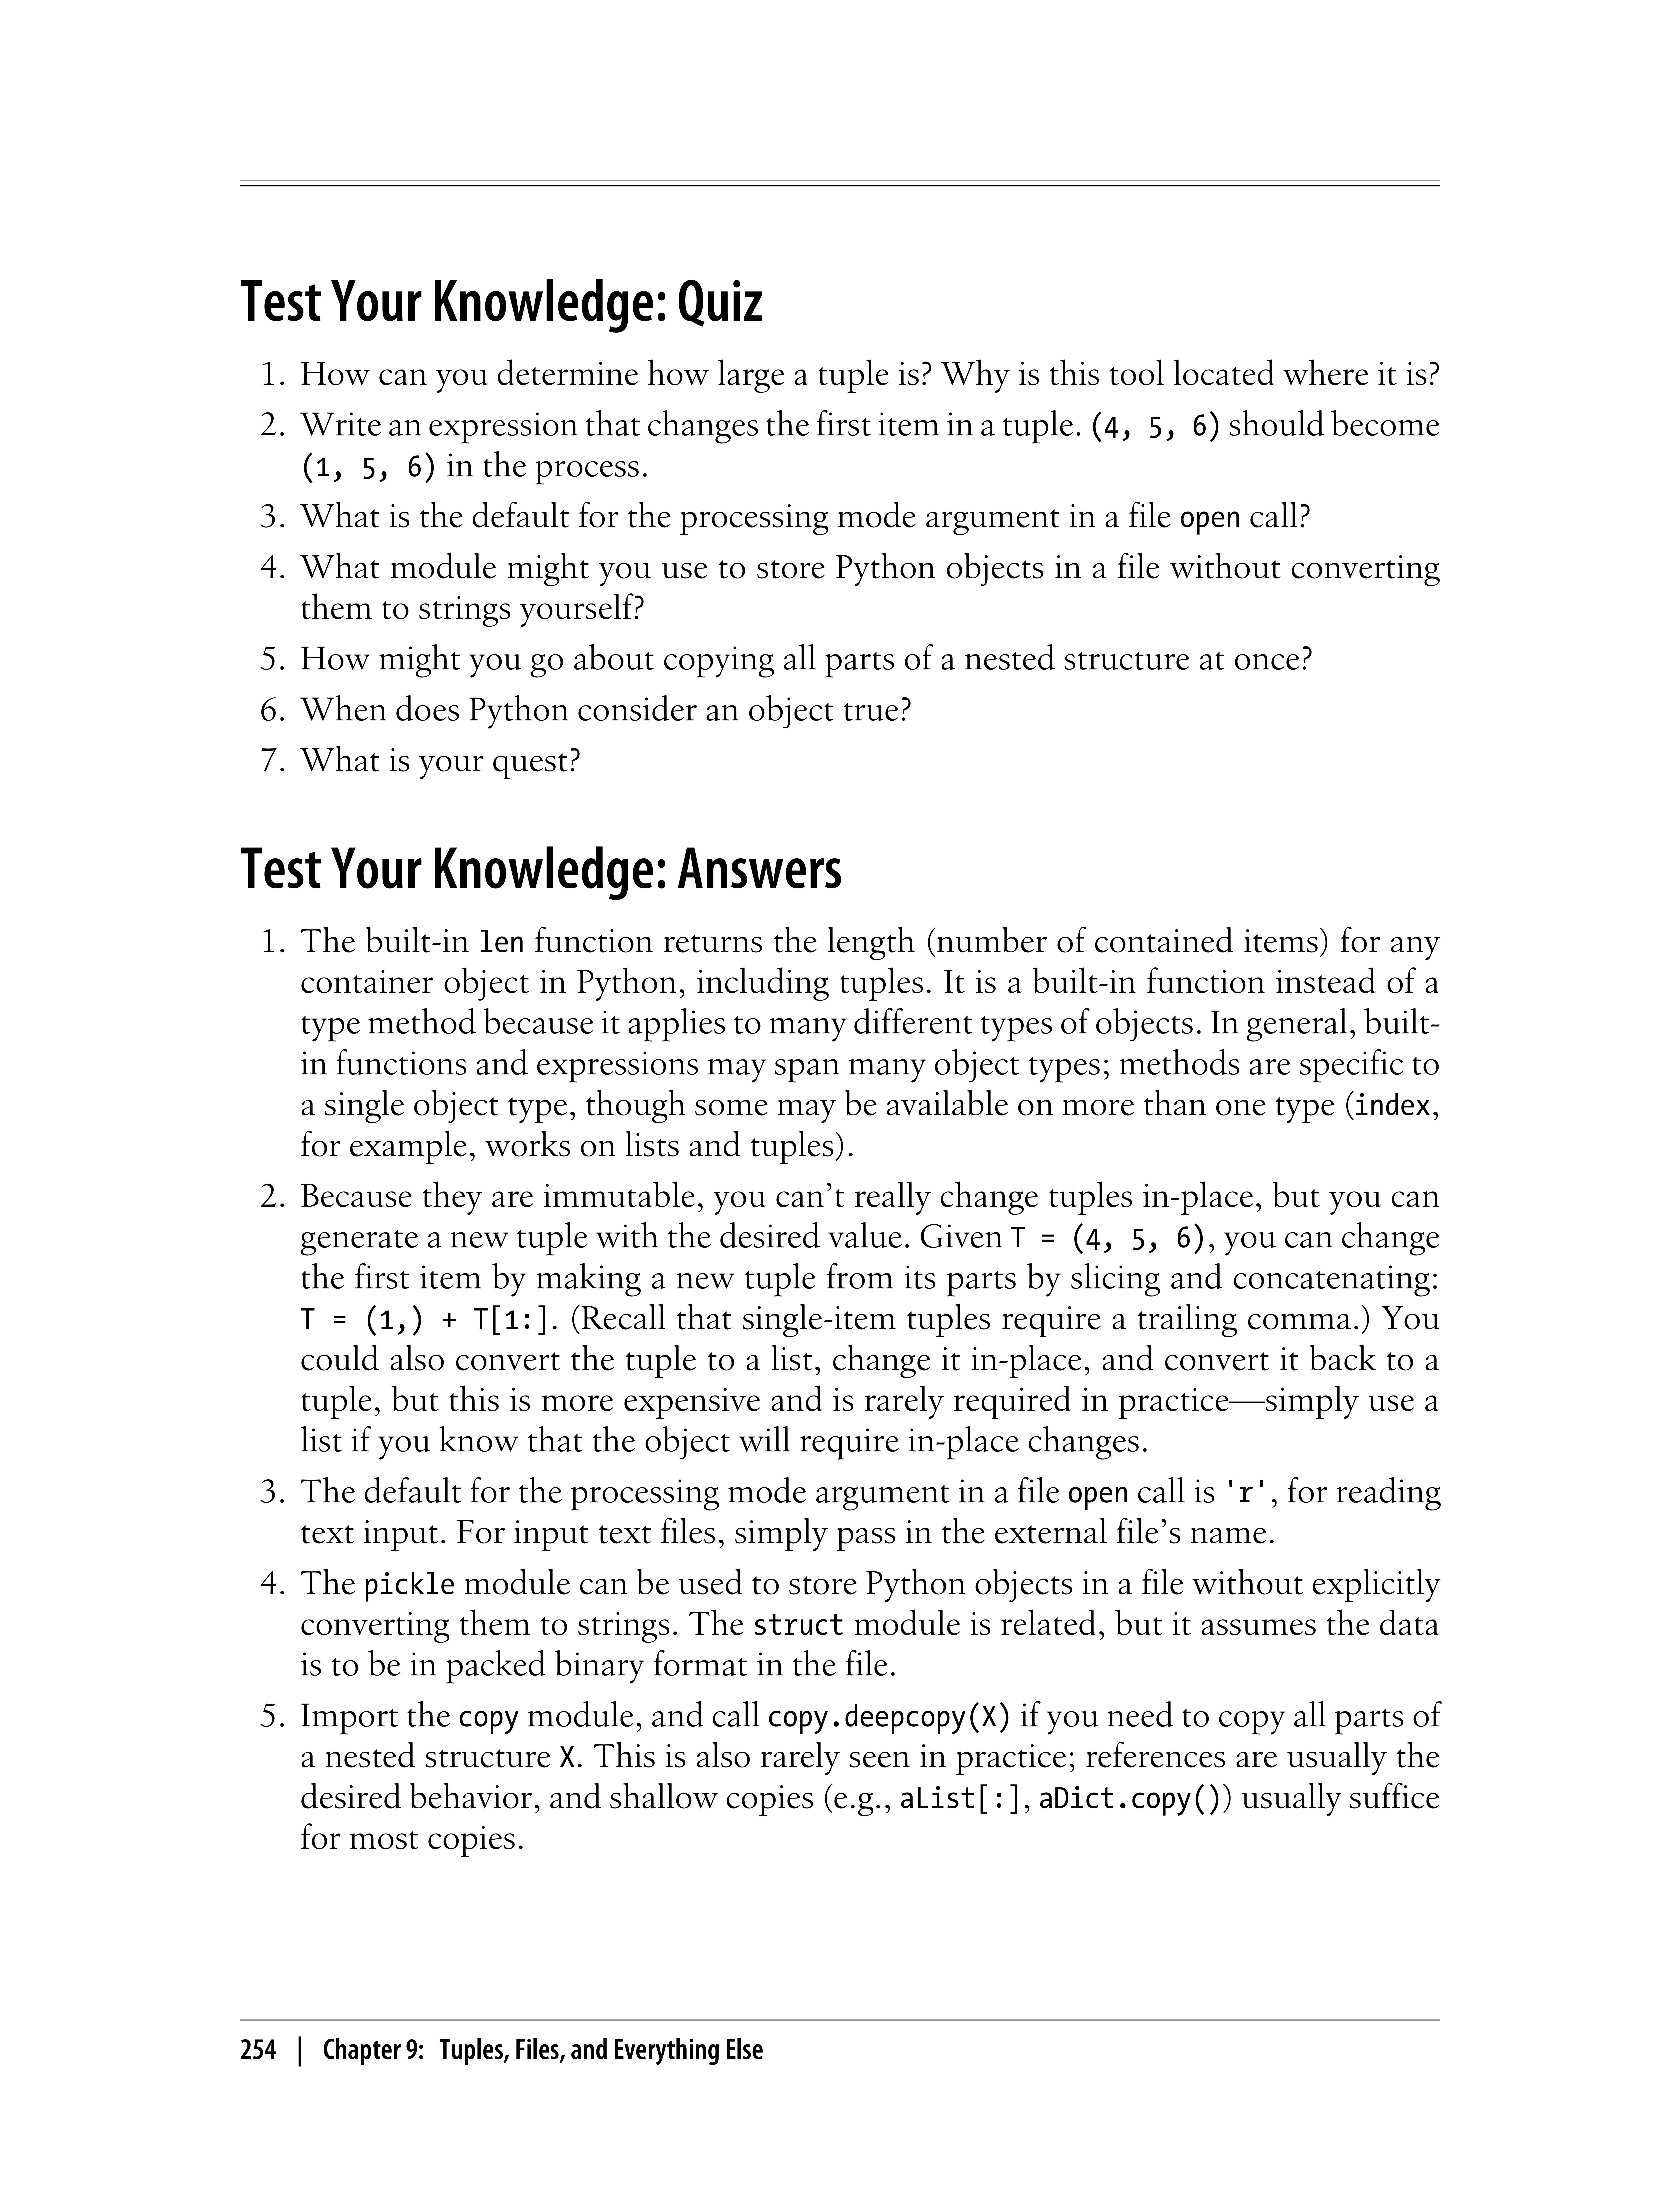 Test Your Knowledge: Quiz
1. How can you determine how large a tuple is? Why is this tool located where it is?
2. Write an expression that changes the first item in a tuple. (4, 5, 6) should become
(1, 5, 6) in the process.
3. What is the default for the processing mode argument in a file open call?
4. What module might you use to store Python objects in a file without converting
them to strings yourself?
5. How might you go about copying all parts of a nested structure at once?
6. When does Python consider an object true?
7. What is your quest?
Test Your Knowledge: Answers
1. The built-in len function returns the length (number of contained items) for any
container object in Python, including tuples. It is a built-in function instead of a
type method because it applies to many different types of objects. In general, built-
in functions and expressions may span many object types; methods are specific to
a single object type, though some may be available on more than one type (index,
for example, works on lists and tuples).
2. Because they are immutable, you can’t really change tuples in-place, but you can
generate a new tuple with the desired value. Given T = (4, 5, 6), you can change
the first item by making a new tuple from its parts by slicing and concatenating:
T = (1,) + T[1:]. (Recall that single-item tuples require a trailing comma.) You
could also convert the tuple to a list, change it in-place, and convert it back to a
tuple, but this is more expensive and is rarely required in practice—simply use a
list if you know that the object will require in-place changes.
3. The default for the processing mode argument in a file open call is 'r', for reading
text input. For input text files, simply pass in the external file’s name.
4. The pickle module can be used to store Python objects in a file without explicitly
converting them to strings. The struct module is related, but it assumes the data
is to be in packed binary format in the file.
5. Import the copy module, and call copy.deepcopy(X) if you need to copy all parts of
a nested structure X. This is also rarely seen in practice; references are usually the
desired behavior, and shallow copies (e.g., aList[:], aDict.copy()) usually suffice
for most copies.
254 | Chapter 9: Tuples, Files, and Everything Else